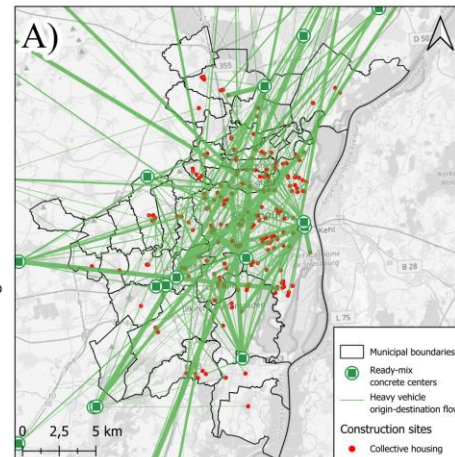 A)
D 50
355
Kehl
B 28
L 75
Municipal boundaries
Ready-mix
concrete centers
Heavy vehicle
origin-destination flow
Construction sites
Collective housing
0 2,5 5 km